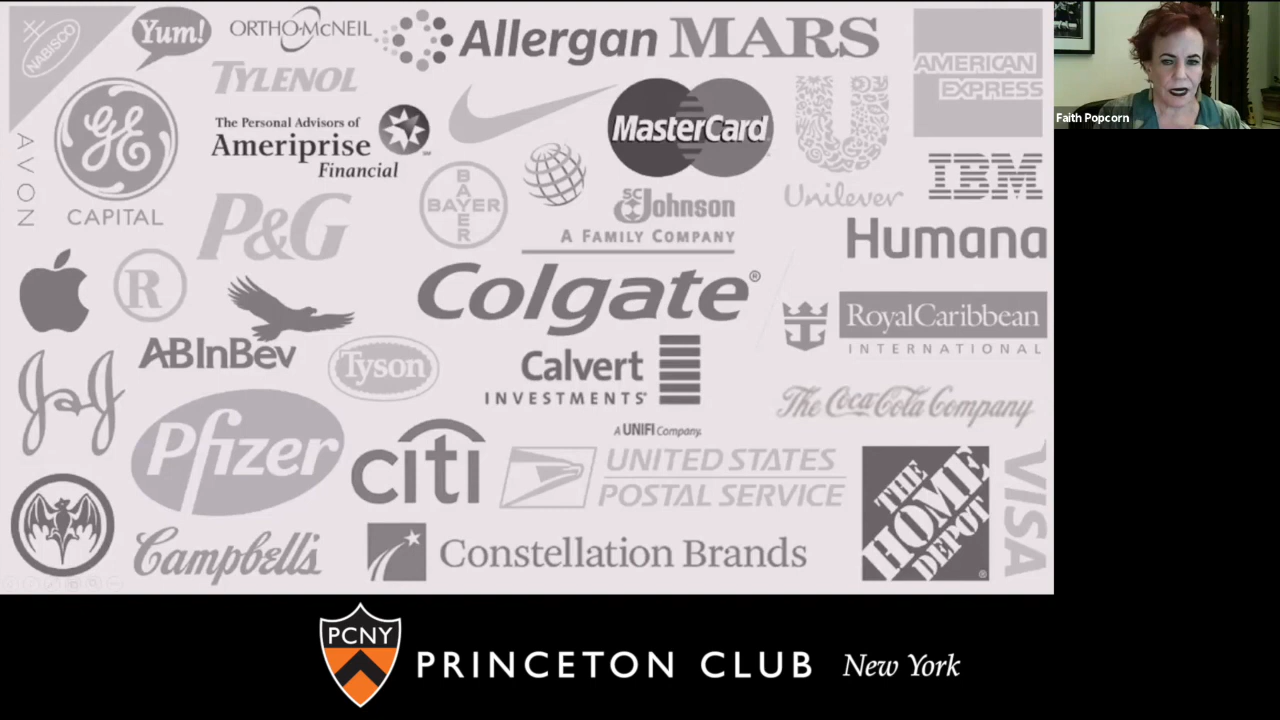 NABISCO
Yum!
ORTHO-McNEIL
Allergan
MARS
AMERICAN
EXPRESS
Faith Popcorn
TYLENOL
AVON
GE
CAPITAL
The Personal Advisors of
Ameriprise
Financial
MasterCard
U
Unilever
IBM
P&G
BAYER
BAYER
SC Johnson
A FAMILY COMPANY
Humana
R
Colgate®
RoyalCaribbean
INTERNATIONAL
ABInBev
Tyson
Calvert
INVESTMENTS®
A UNIFI Company.
The Coca-Cola Company
J&J
Pfizer
citi
UNITED STATES
POSTAL SERVICE
THE
HOME
DEPOT
®
VISA
Campbell's
Constellation Brands
PCNY
PRINCETON CLUB New York